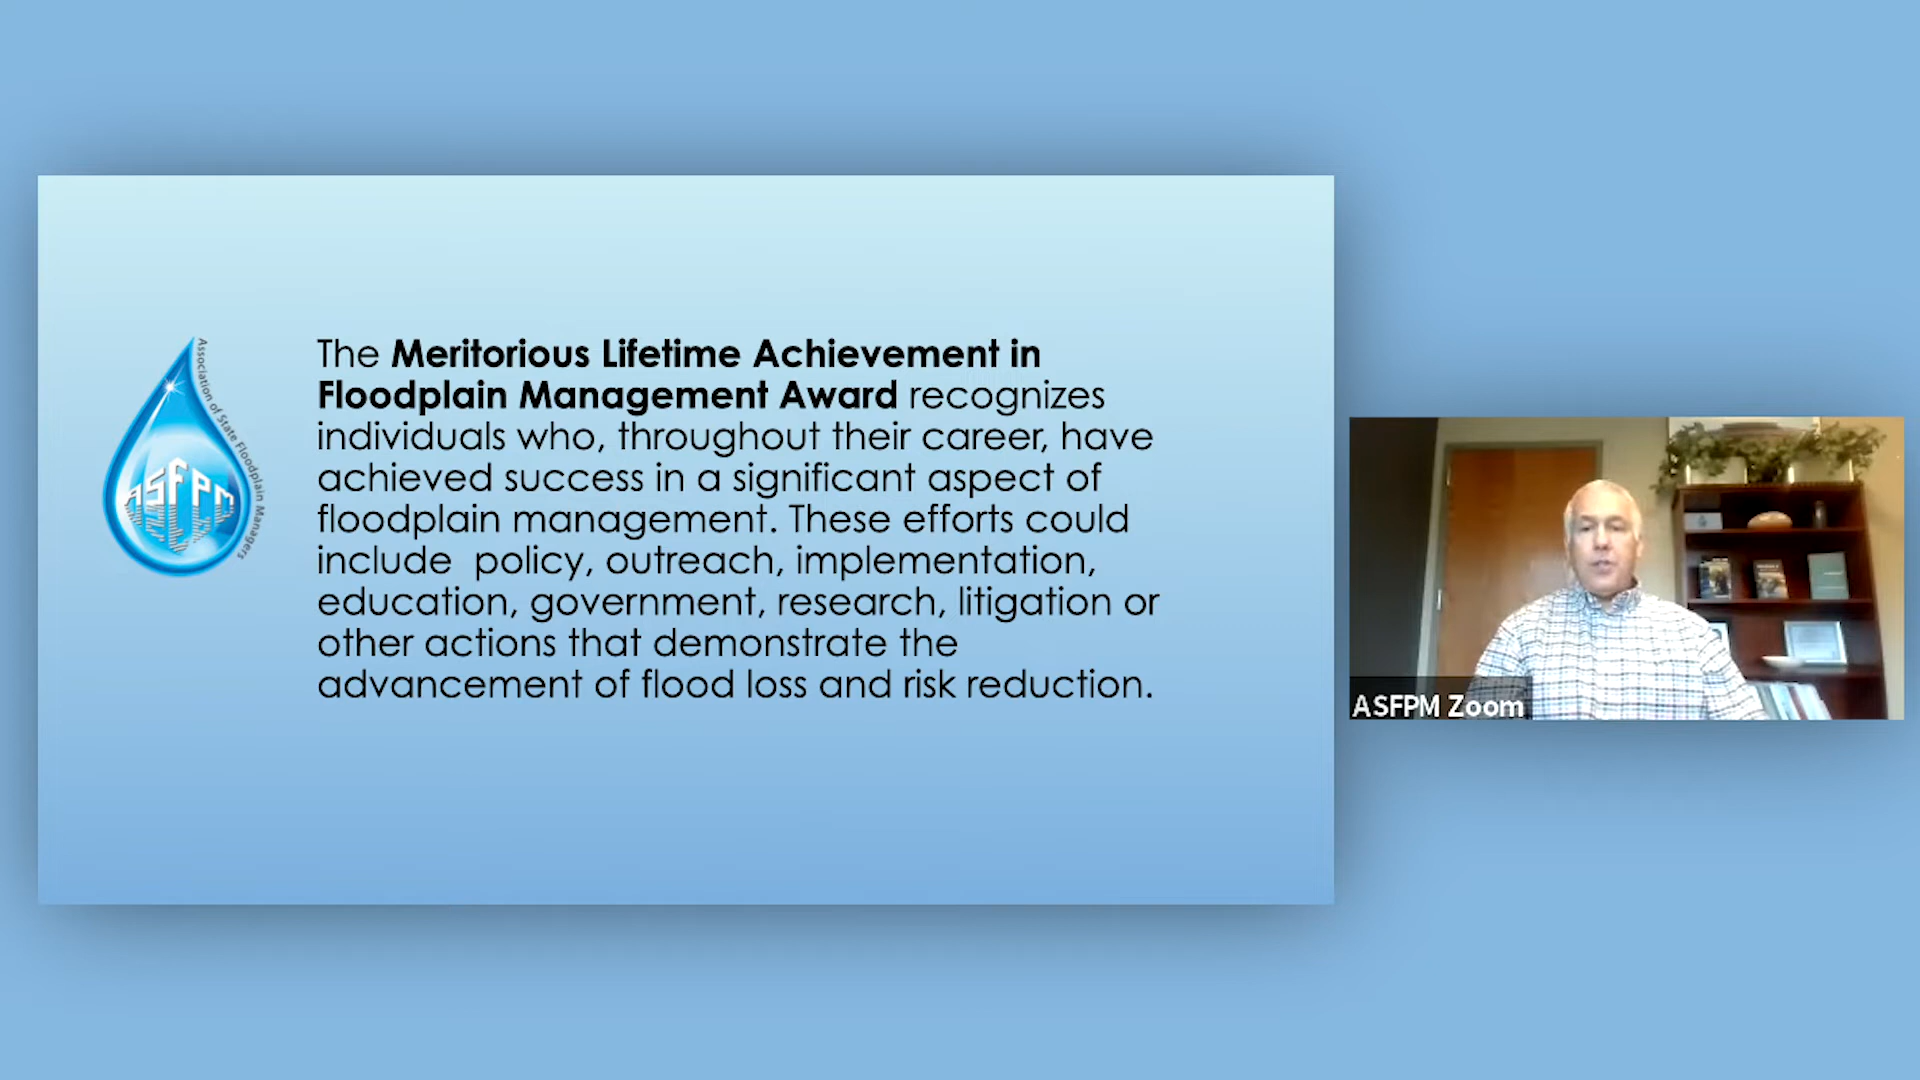 The Meritorious Lifetime Achievement in
Floodplain Management Award recognizes
individuals who, throughout their career, have
achieved success in a significant aspect of
floodplain management. These efforts could
include  policy, outreach, implementation,
education, government, research, litigation or
other actions that demonstrate the
advancement of flood loss and risk reduction.
Association of State Floodplain Managers
ASFPM
ASFPM Zoom